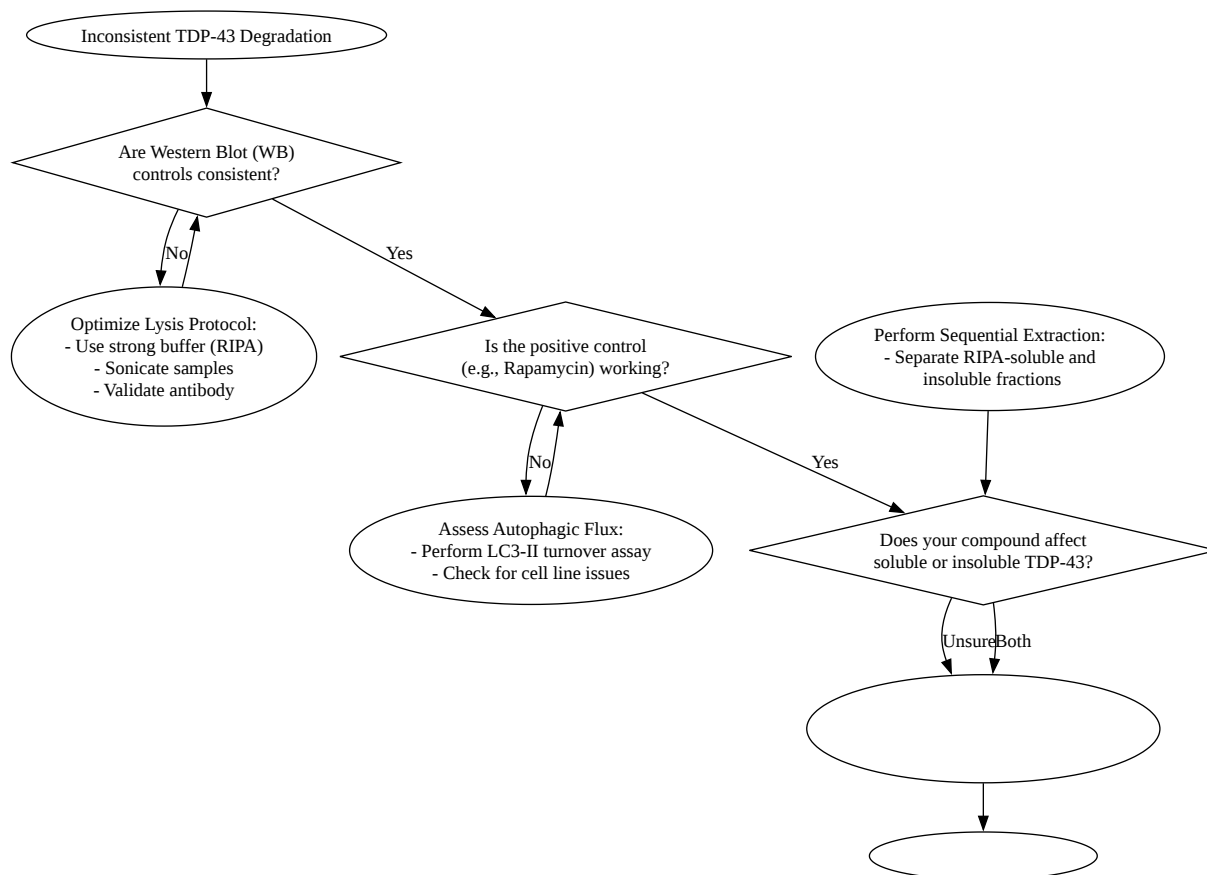 Inconsistent TDP-43 Degradation
Are Western Blot (WB)
controls consistent?
No
Yes
Optimize Lysis Protocol:
- Use strong buffer (RIPA)
- Sonicate samples
- Validate antibody
Is the positive control
(e.g., Rapamycin) working?
Perform Sequential Extraction:
- Separate RIPA-soluble and
insoluble fractions
No
Yes
Assess Autophagic Flux:
- Perform LC3-II turnover assay
- Check for cell line issues
Does your compound affect
soluble or insoluble TDP-43?
Unsure
Both